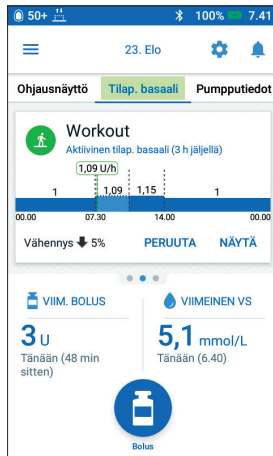 50+ 100% 7.41
23. Elo
Ohjausnäyttö Tilap. basaali Pumpputiedot
Workout
Aktiivinen tilap. basaali (3 h jäljellä)
1,09 U/h
1 1,09 1,15 1
00.00 07.30 14.00 00.00
Vähennys 5% PERUUTA NÄYTÄ
VIIM. BOLUS VIIMEINEN VS
3 U 5,1 mmol/L
Tänään (48 min Tänään (6.40)
sitten)
Bolus